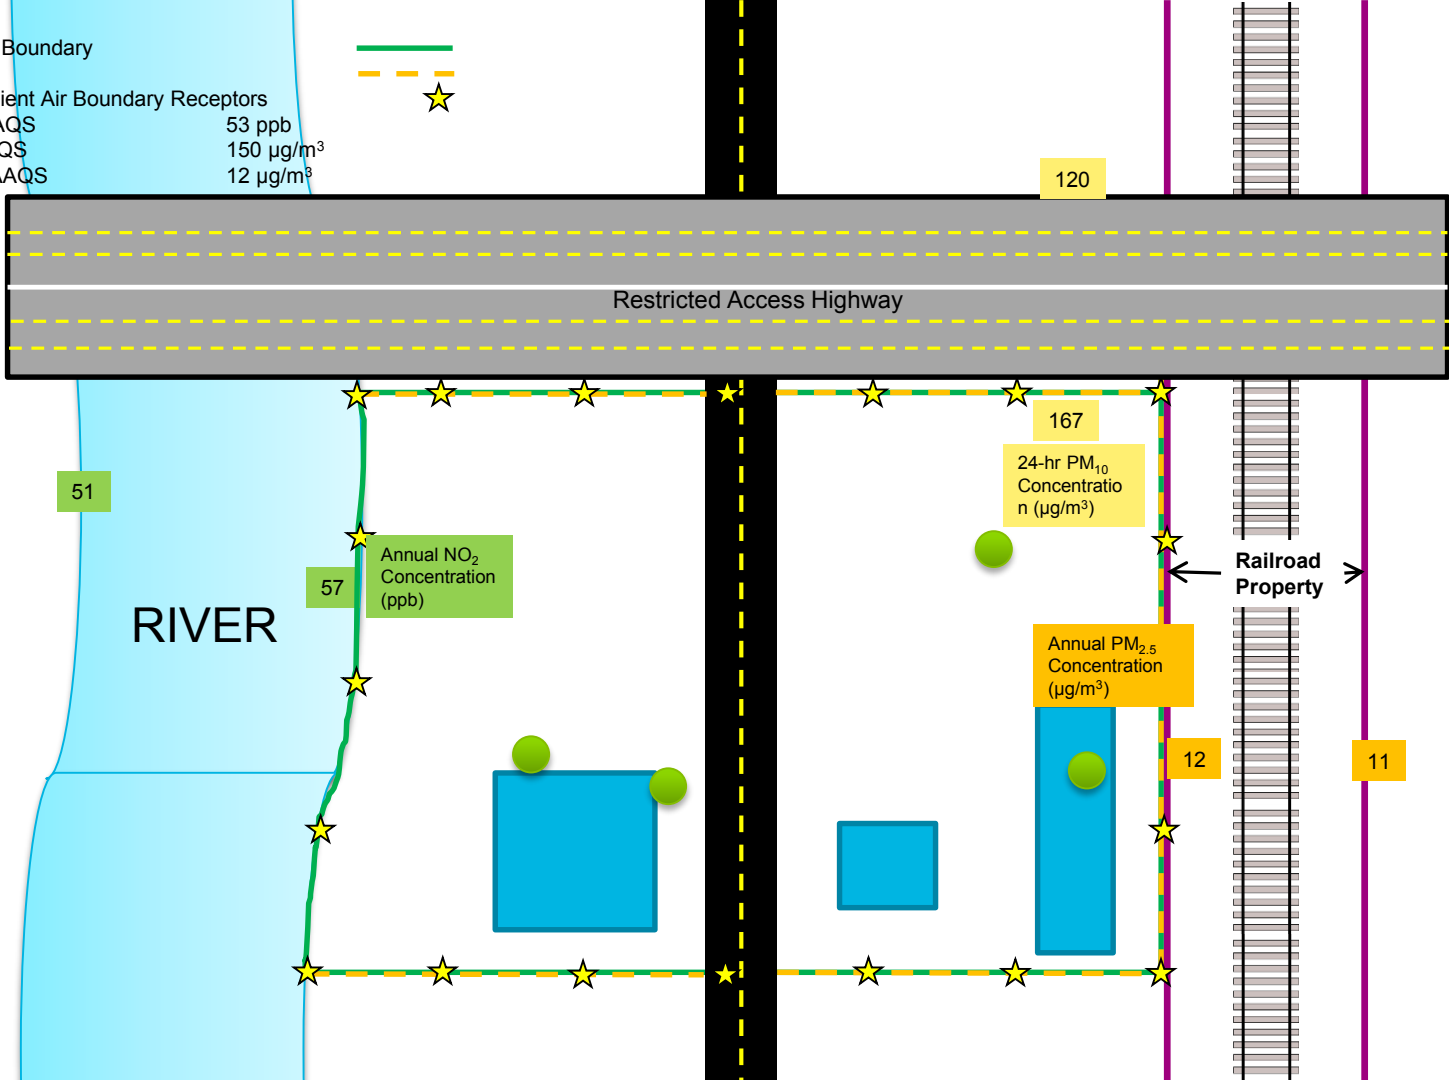 Boundary
ient Air Boundary Receptors
AQS 53 ppb
QS 150 µg/m³
AAQS 12 µg/m³
120
Restricted Access Highway
167
24-hr PM₁₀
Concentratio
n (µg/m³)
51
Annual NO₂
Concentration
(ppb)
57
RIVER
Railroad
Property
Annual PM₂.₅
Concentration
(µg/m³)
12
11